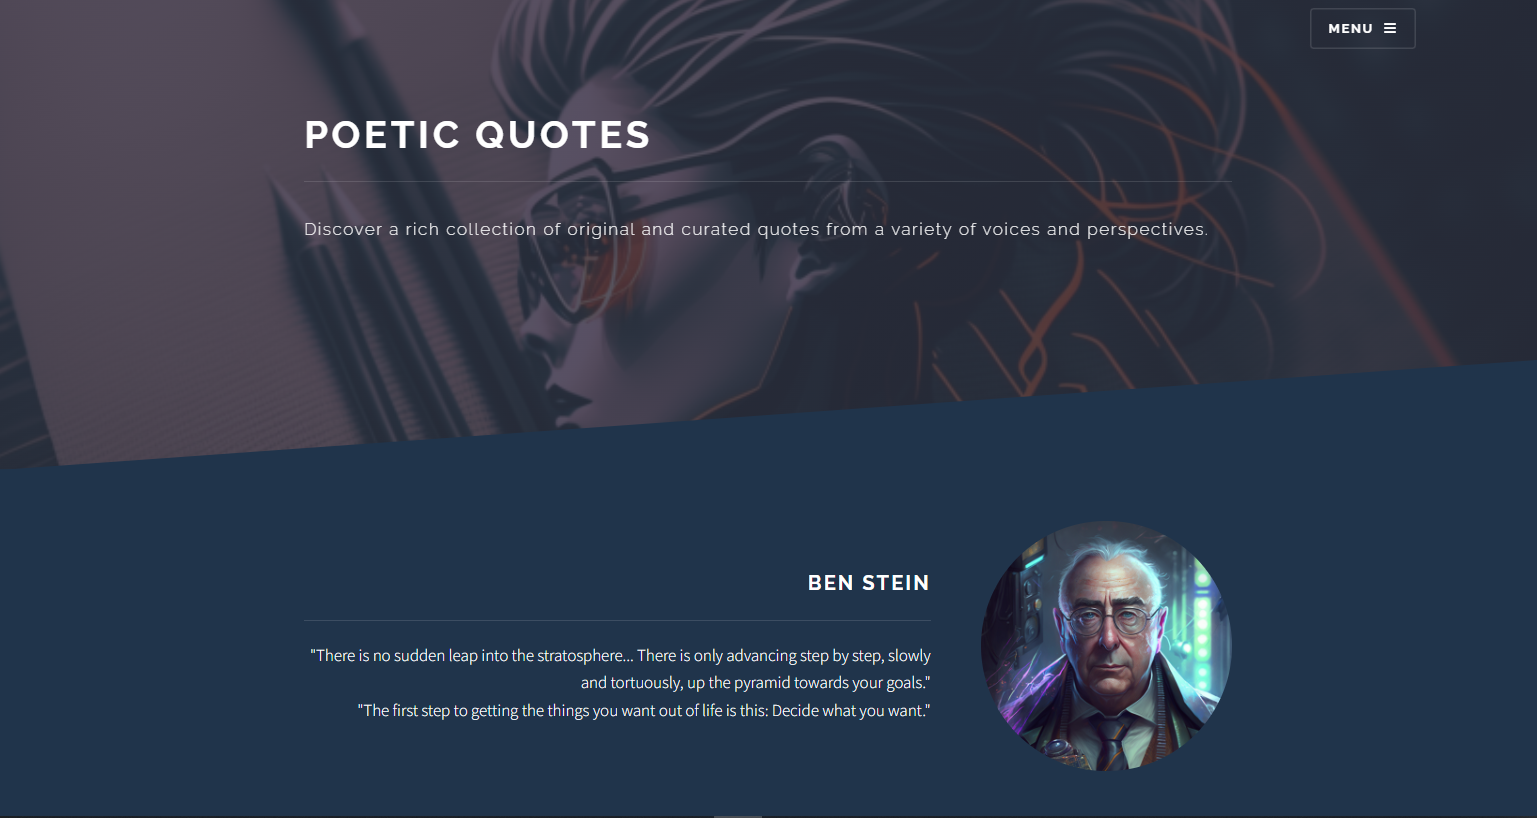 MENU
POETIC QUOTES
Discover a rich collection of original and curated quotes from a variety of voices and perspectives.
BEN STEIN
"There is no sudden leap into the stratosphere... There is only advancing step by step, slowly
and tortuously, up the pyramid towards your goals."
"The first step to getting the things you want out of life is this: Decide what you want."